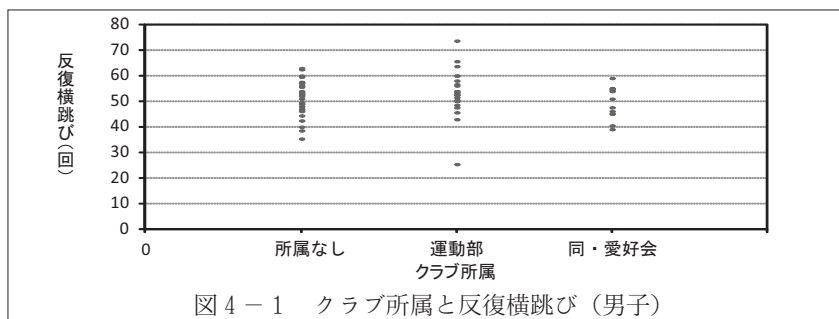 反復横跳び(回)
80
70
60
50
40
30
20
10
0
0 所属なし 運動部 同・愛好会
クラブ所属
図4-1 クラブ所属と反復横跳び(男子)